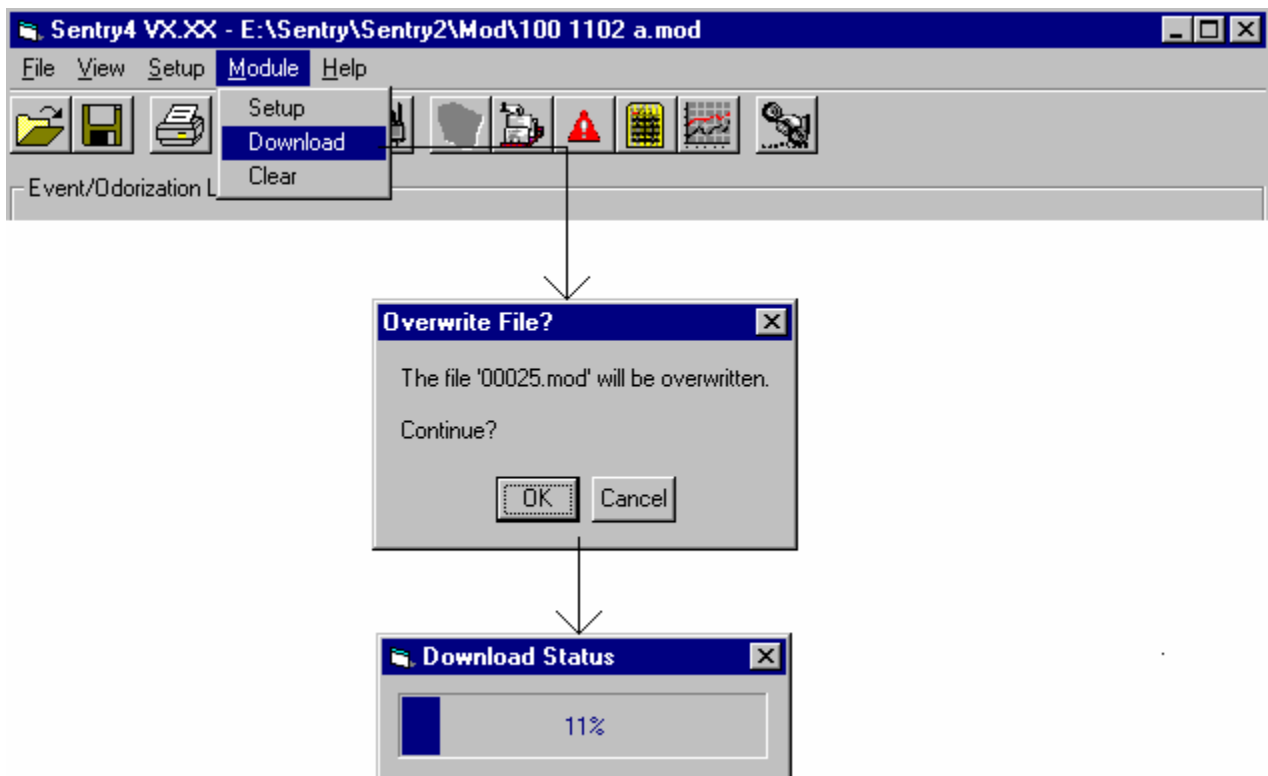 Sentry4 VX.XX - E:\Sentry\Sentry2\Mod\100 1102 a.mod
File View Setup Module Help
Setup
Download
Clear
Event/Odorization L
Overwrite File?
The file '00025.mod' will be overwritten.
Continue?
OK Cancel
Download Status
11%